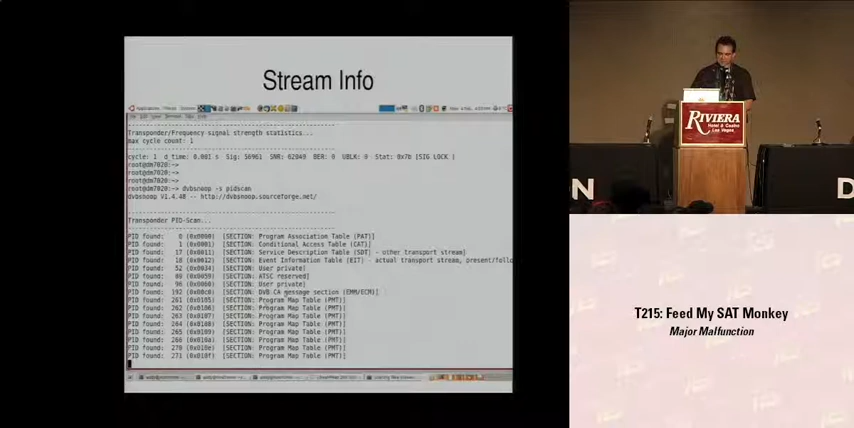 Stream Info
Transponder/Frequency signal strength statistics...
max cycle count: 1
cycle: 1 d_time: 0.001 s Sig: 56961 SNR: 62049 BER: 0 UBLK: 0 Stat: 0x7b [SIG LOCK ]
root@dm7020:~>
root@dm7020:~>
root@dm7020:~>
root@dm7020:~> dvbsnoop -s pidscan
dvbsnoop V1.4.48 -- http://dvbsnoop.sourceforge.net/
Transponder PID-Scan...
PID found: 0 (0x0000) [SECTION: Program Association Table (PAT)]
PID found: 1 (0x0001) [SECTION: Conditional Access Table (CAT)]
PID found: 17 (0x0011) [SECTION: Service Description Table (SDT) - other transport stream]
PID found: 18 (0x0012) [SECTION: Event Information Table (EIT) - actual transport stream, present/follo
PID found: 52 (0x0034) [SECTION: User private]
PID found: 89 (0x0059) [SECTION: ATSC reserved]
PID found: 96 (0x0060) [SECTION: User private]
PID found: 192 (0x00c0) [SECTION: DVB CA message section (EMM/ECM)]
PID found: 261 (0x0105) [SECTION: Program Map Table (PMT)]
PID found: 262 (0x0106) [SECTION: Program Map Table (PMT)]
PID found: 263 (0x0107) [SECTION: Program Map Table (PMT)]
PID found: 264 (0x0108) [SECTION: Program Map Table (PMT)]
PID found: 265 (0x0109) [SECTION: Program Map Table (PMT)]
PID found: 266 (0x010a) [SECTION: Program Map Table (PMT)]
PID found: 270 (0x010e) [SECTION: Program Map Table (PMT)]
PID found: 271 (0x010f) [SECTION: Program Map Table (PMT)]
RIVIERA
Hotel & Casino
Las Vegas
N
D
T215: Feed My SAT Monkey
Major Malfunction